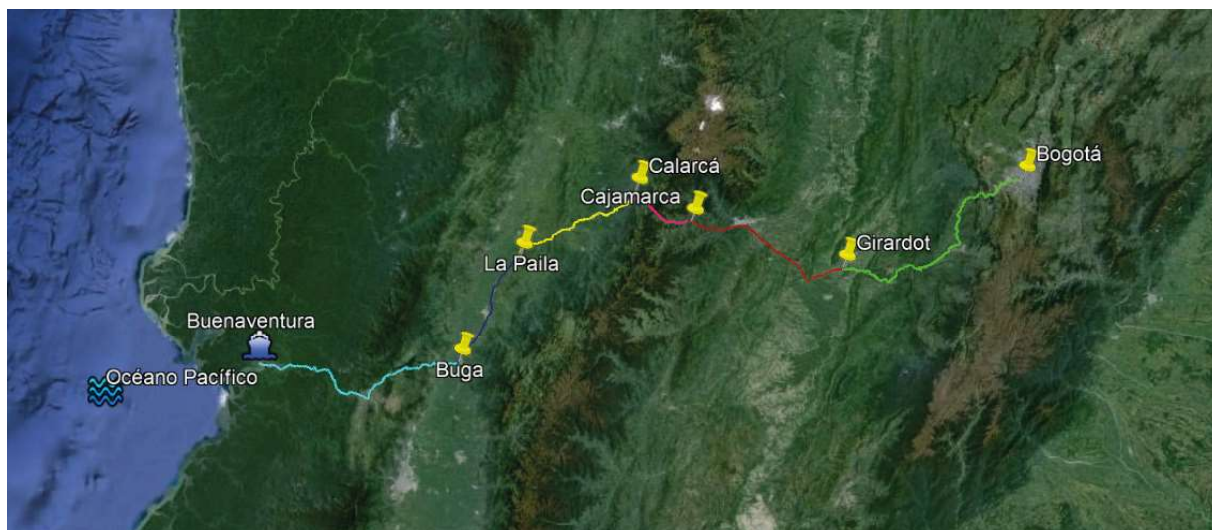 Bogotá
Calarcá
Cajamarca
Girardot
La Paila
Buenaventura
Buga
Océano Pacífico